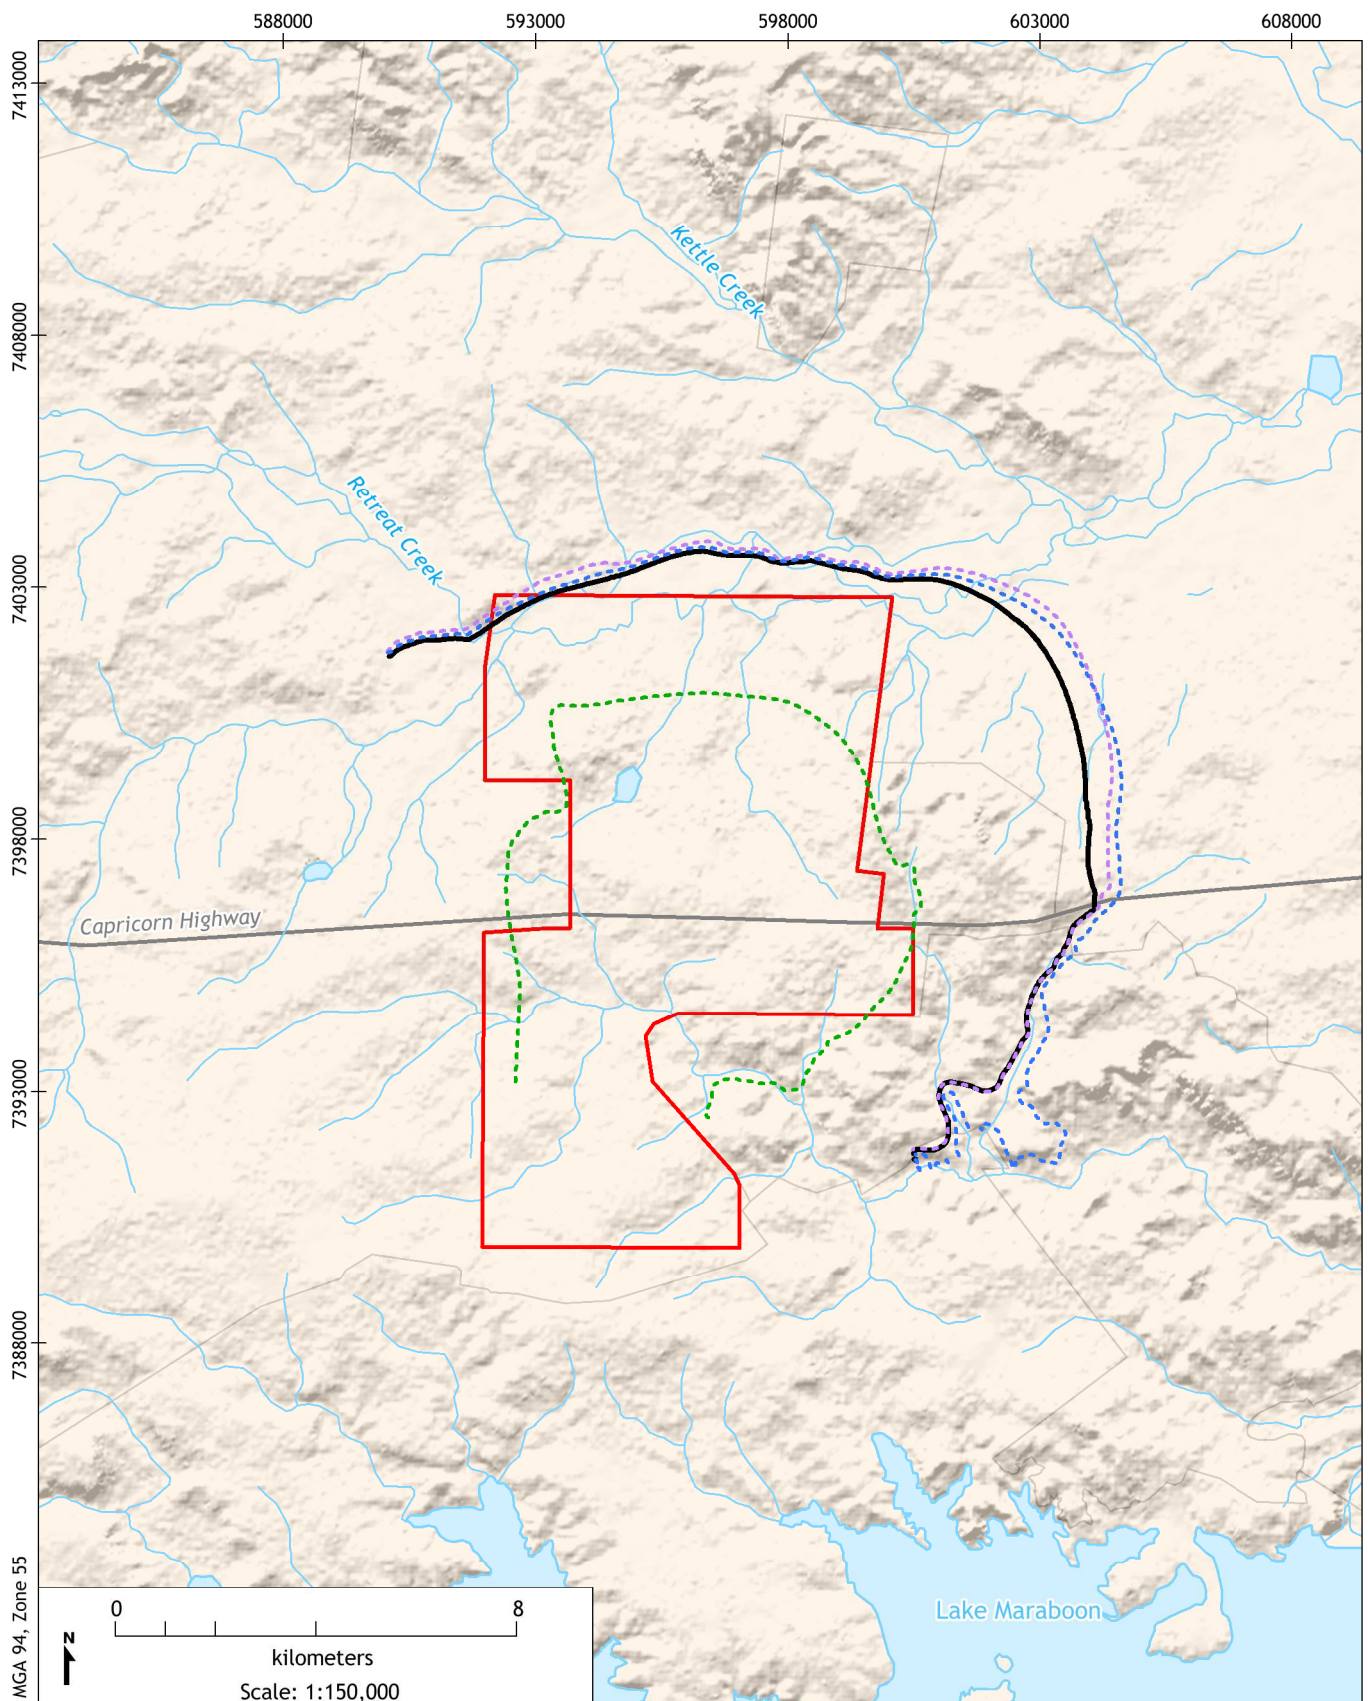 588000
593000
598000
603000
608000
7413000
7408000
7403000
7398000
7393000
7388000
Kettle Creek
Retreat Creek
Capricorn Highway
Lake Maraboon
MGA 94, Zone 55
0
8
N
kilometers
Scale: 1:150,000